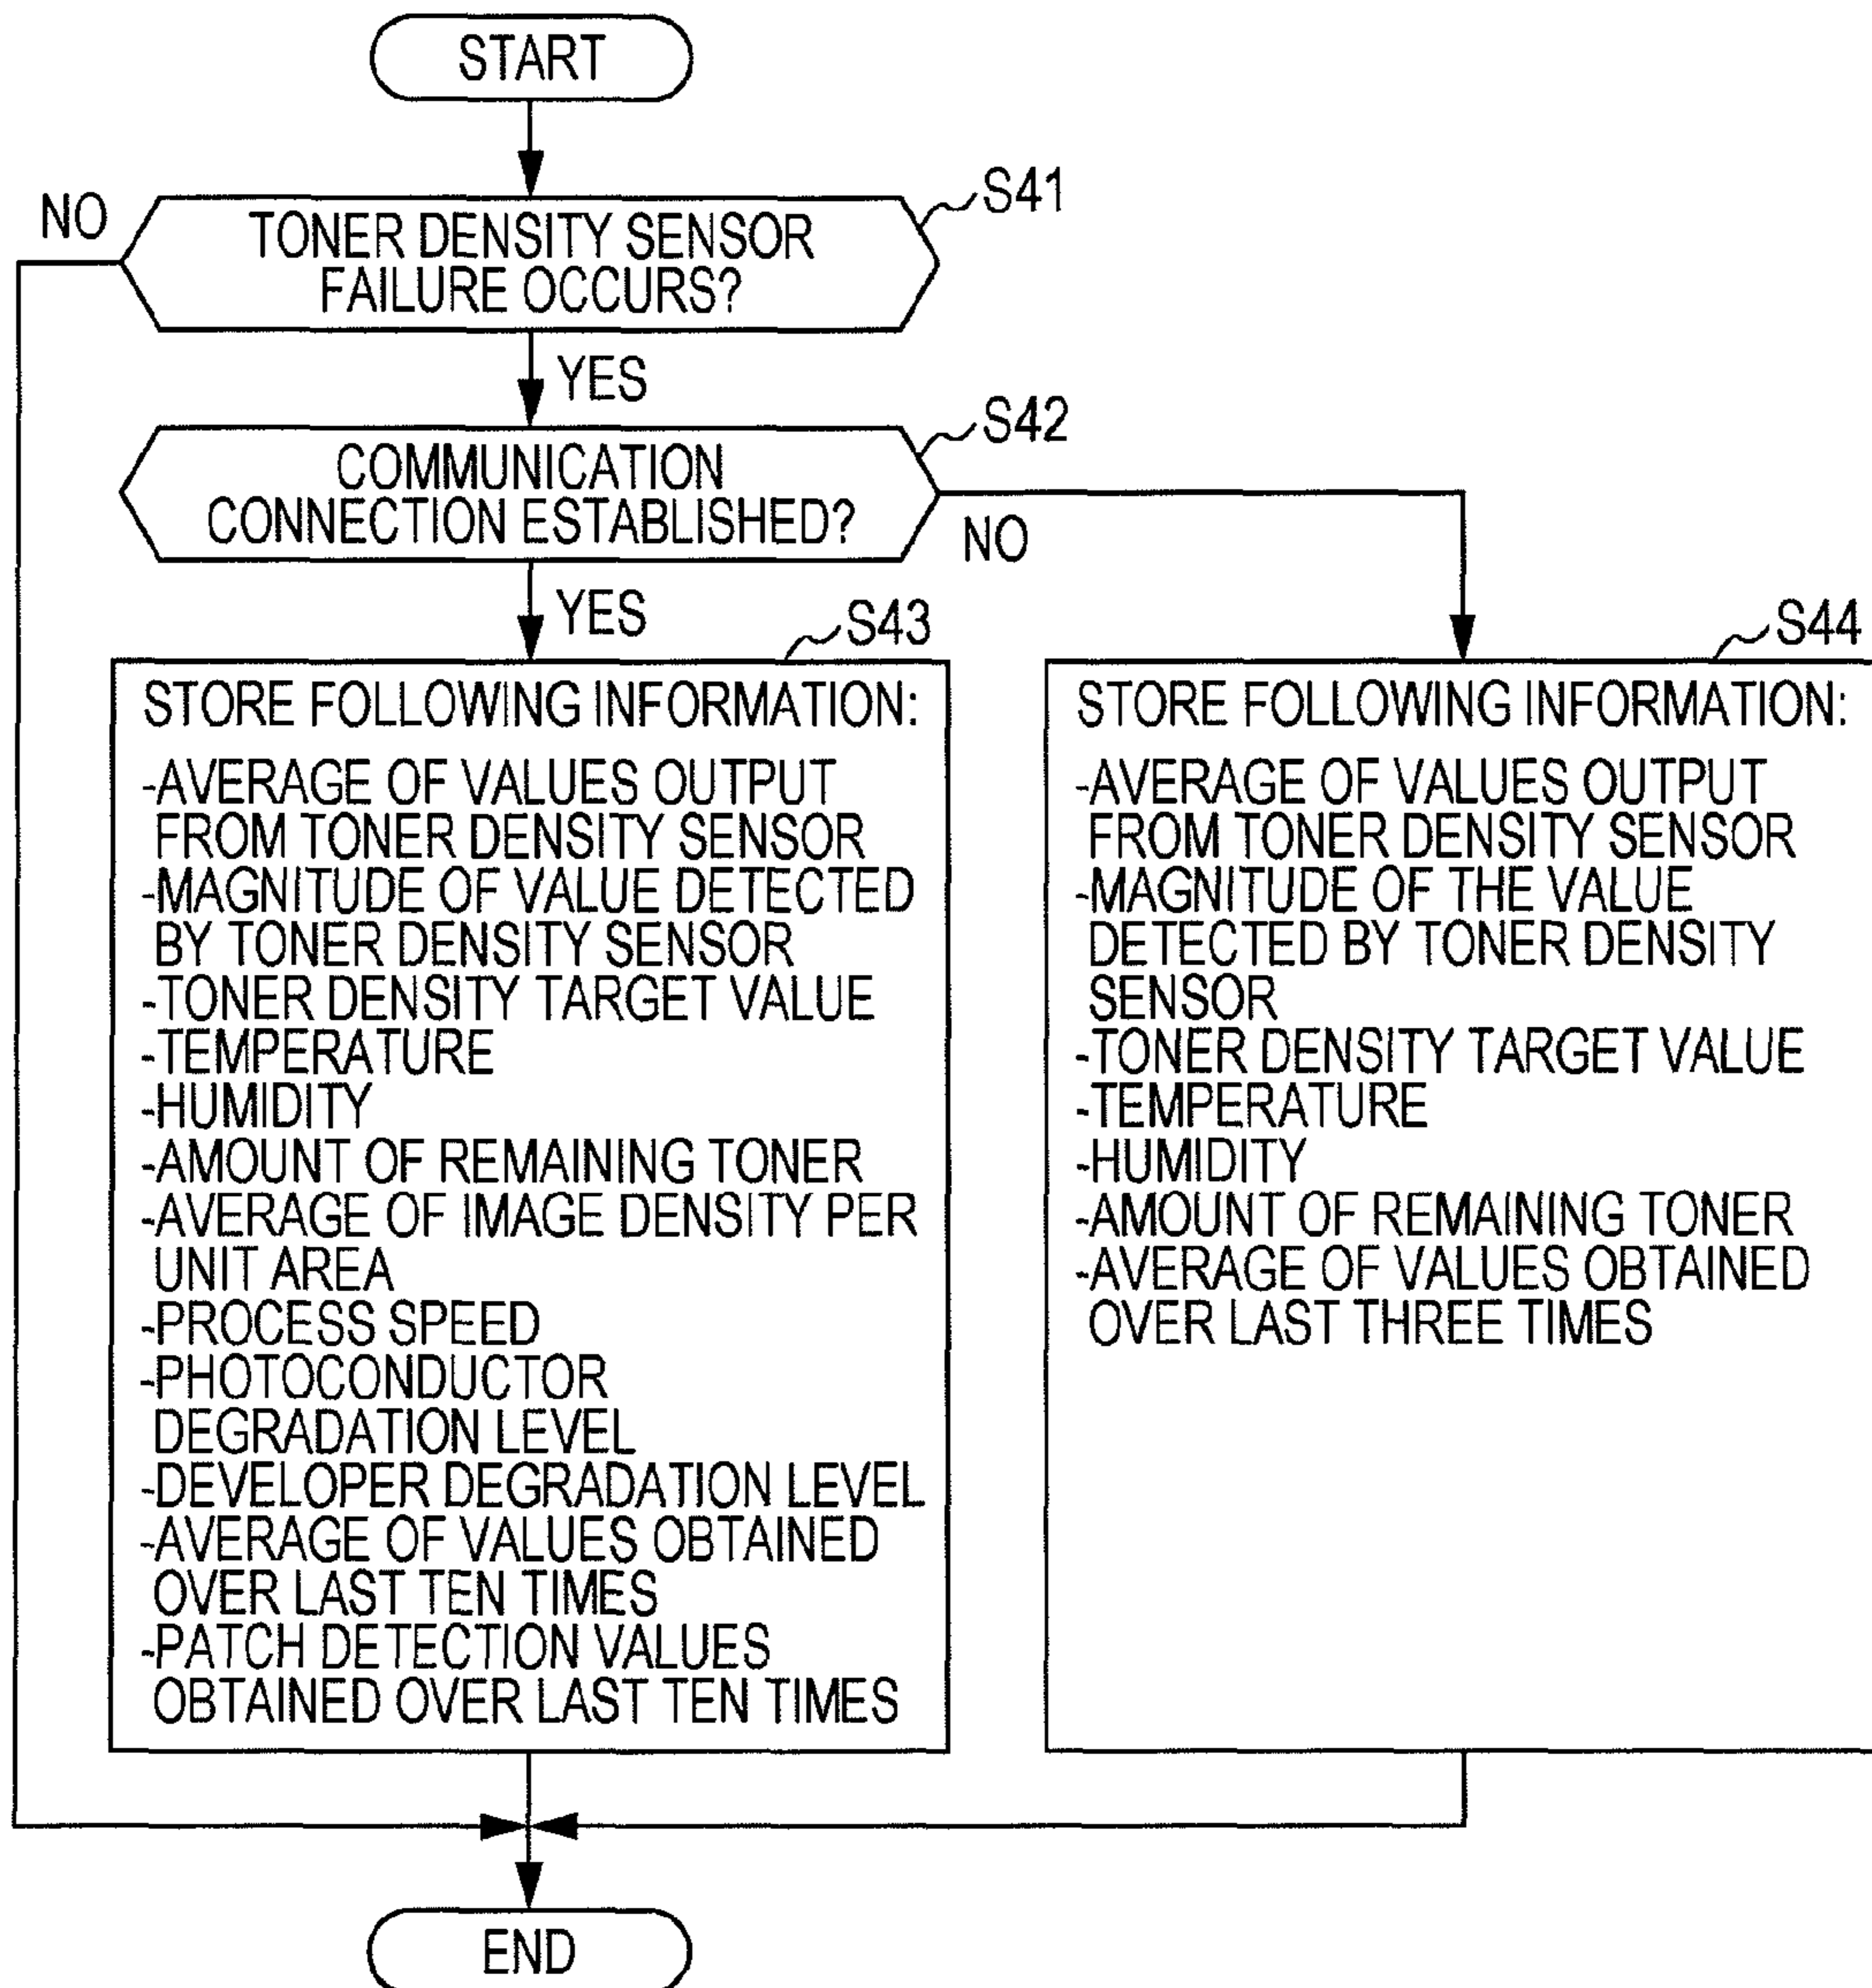 START
NO
TONER DENSITY SENSOR
FAILURE OCCURS?
S41
YES
COMMUNICATION
CONNECTION ESTABLISHED?
S42
NO
YES
S43
STORE FOLLOWING INFORMATION:
-AVERAGE OF VALUES OUTPUT
FROM TONER DENSITY SENSOR
-MAGNITUDE OF VALUE DETECTED
BY TONER DENSITY SENSOR
-TONER DENSITY TARGET VALUE
-TEMPERATURE
-HUMIDITY
-AMOUNT OF REMAINING TONER
-AVERAGE OF IMAGE DENSITY PER
UNIT AREA
-PROCESS SPEED
-PHOTOCONDUCTOR
DEGRADATION LEVEL
-DEVELOPER DEGRADATION LEVEL
-AVERAGE OF VALUES OBTAINED
OVER LAST TEN TIMES
-PATCH DETECTION VALUES
OBTAINED OVER LAST TEN TIMES
S44
STORE FOLLOWING INFORMATION:
-AVERAGE OF VALUES OUTPUT
FROM TONER DENSITY SENSOR
-MAGNITUDE OF THE VALUE
DETECTED BY TONER DENSITY
SENSOR
-TONER DENSITY TARGET VALUE
-TEMPERATURE
-HUMIDITY
-AMOUNT OF REMAINING TONER
-AVERAGE OF VALUES OBTAINED
OVER LAST THREE TIMES
END